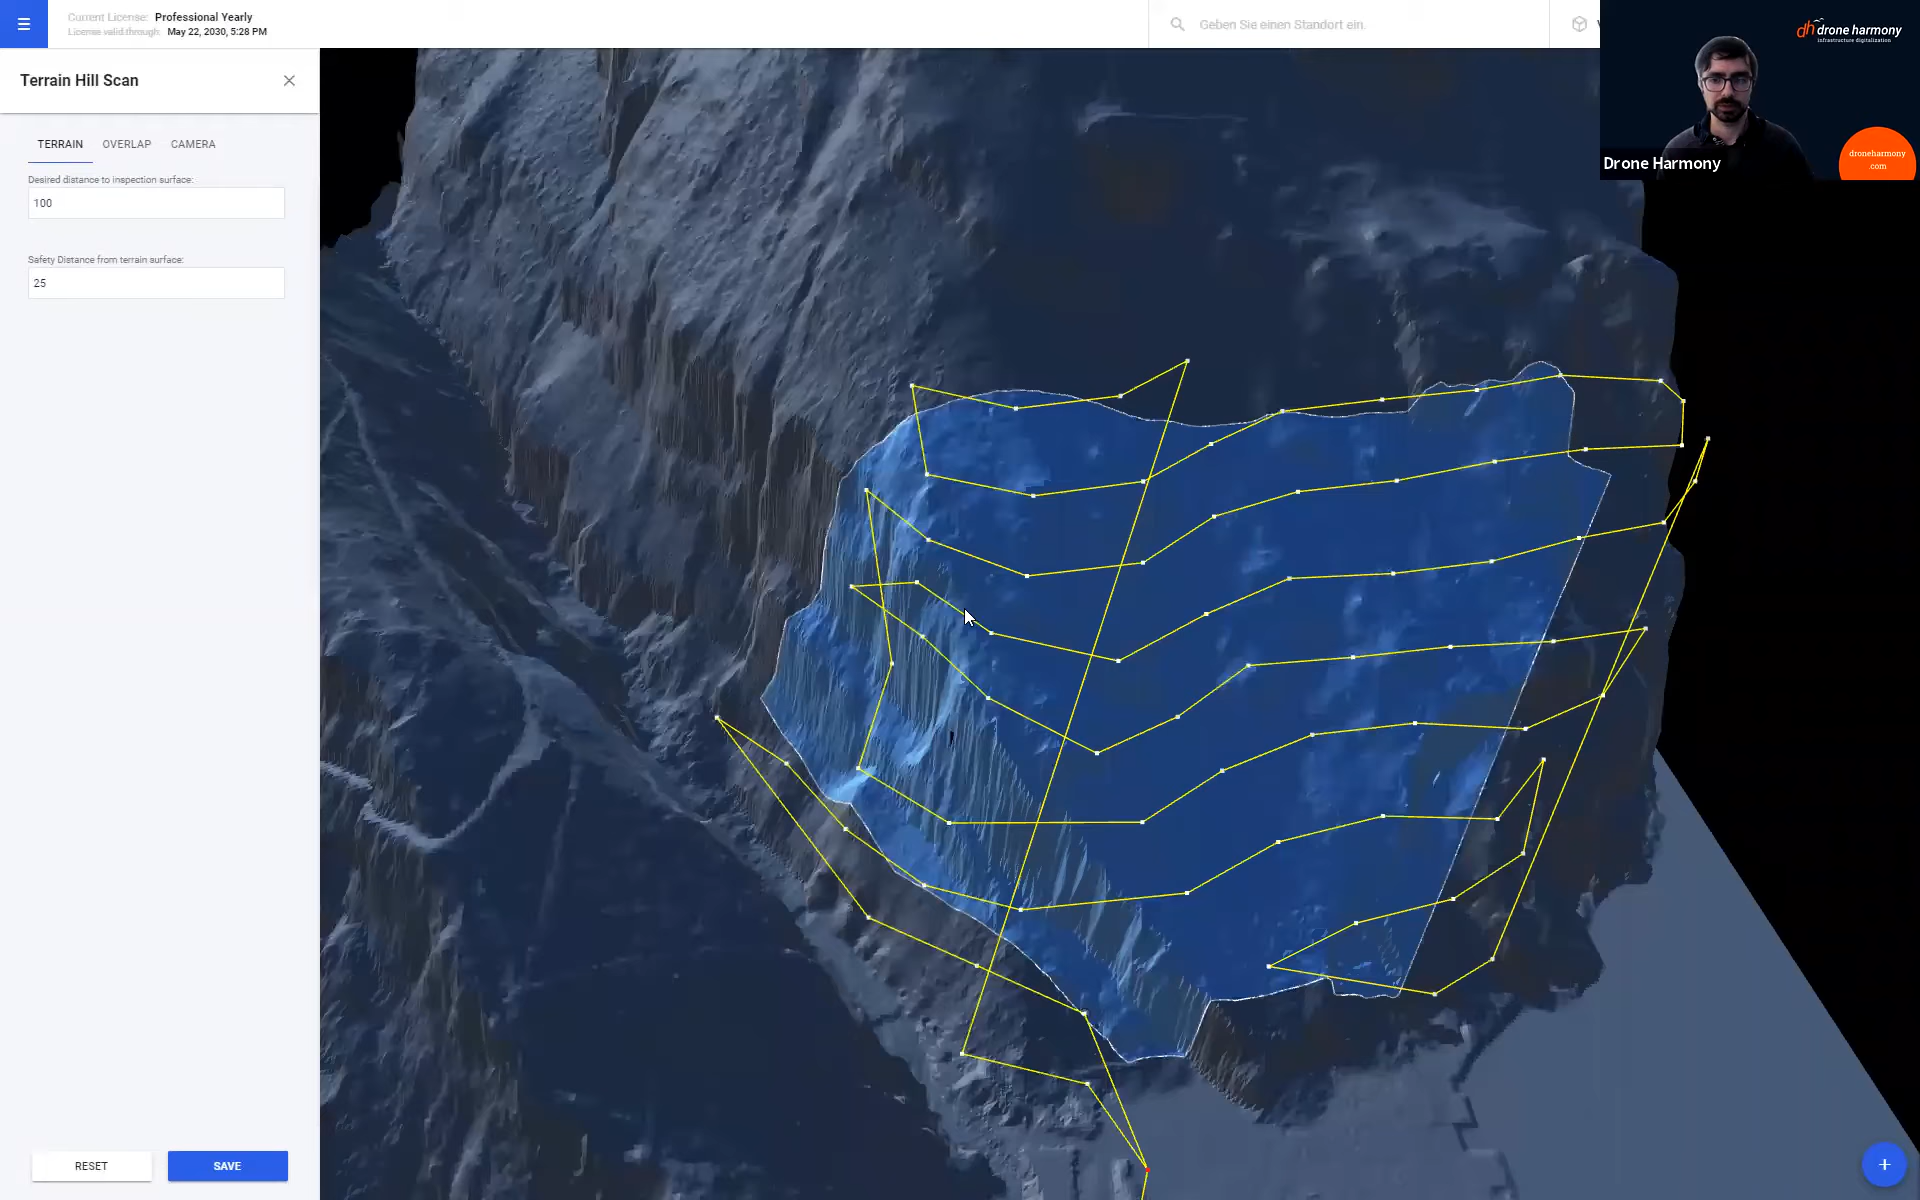 Current License: Professional Yearly
License valid through: May 22, 2030, 5:28 PM
Geben Sie einen Standort ein.
drone harmony
infrastructure digitalization
Drone Harmony
droneharmony
.com
Terrain Hill Scan
TERRAIN OVERLAP CAMERA
Desired distance to inspection surface:
100
Safety Distance from terrain surface:
25
RESET SAVE